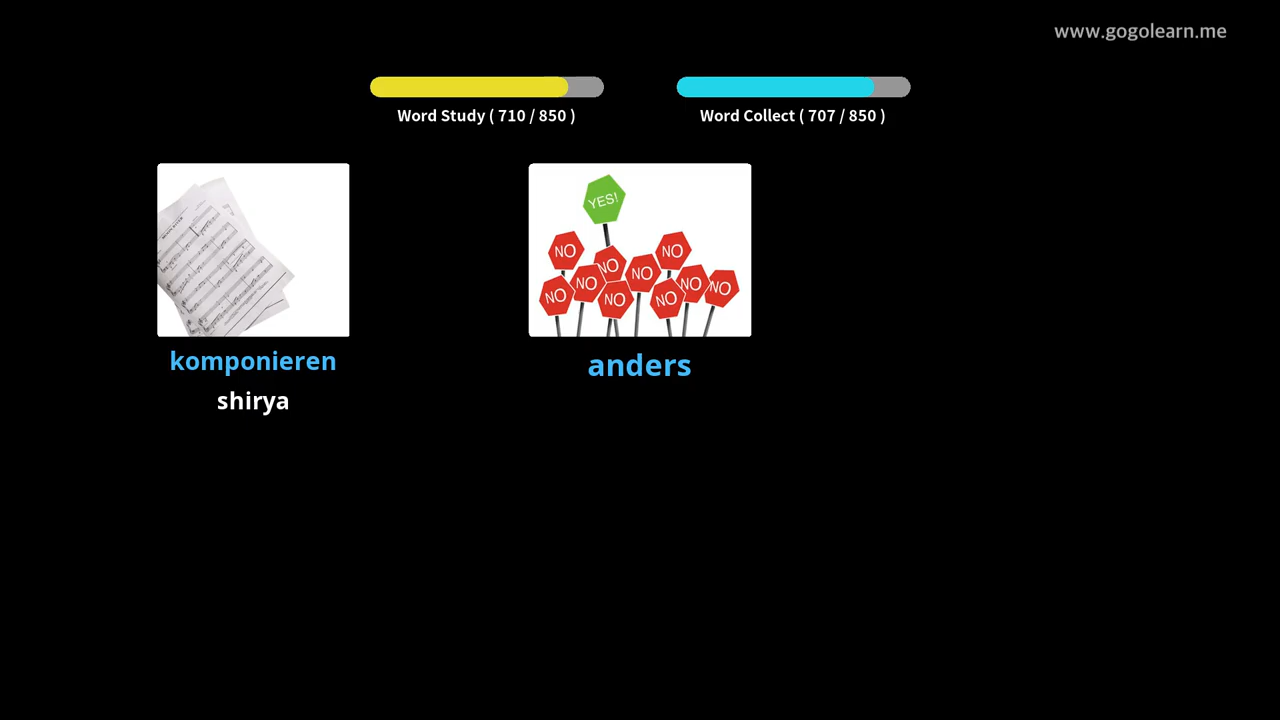 www.gogolearn.me
Word Study ( 710 / 850 )
Word Collect ( 707 / 850 )
YES!
NO
NO
NO
NO
NO
NO
NO
NO
NO
NO
komponieren
anders
shirya